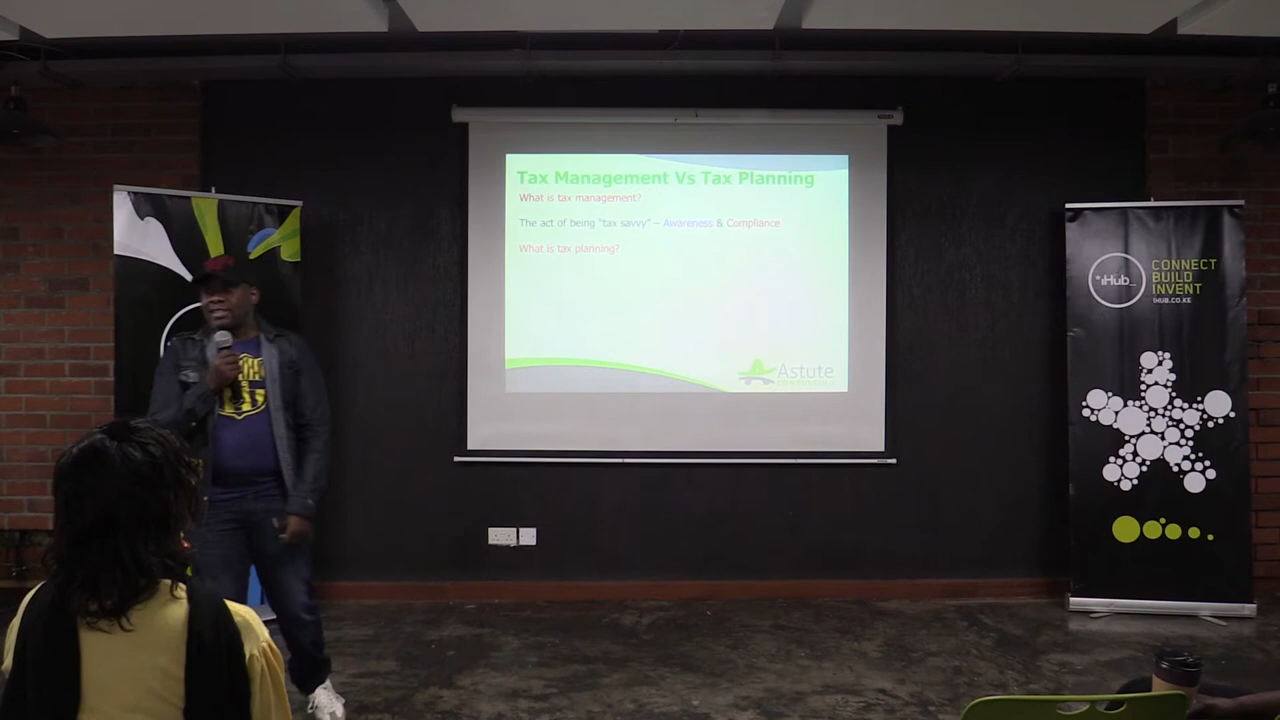 Tax Management Vs Tax Planning
What is tax management?
The act of being "tax savvy" – Awareness & Compliance
What is tax planning?
Astute
*iHub_
CONNECT
BUILD
INVENT
IHUB.CO.KE